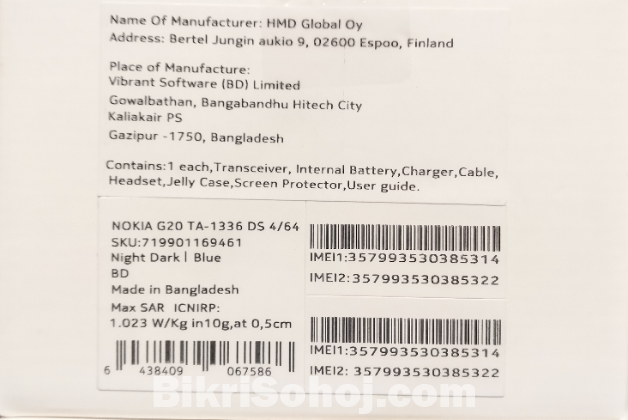 Name Of Manufacturer: HMD Global Oy
Address: Bertel Jungin aukio 9, 02600 Espoo, Finland
Place of Manufacture:
Vibrant Software (BD) Limited
Gowalbathan, Bangabandhu Hitech City
Kaliakair PS
Gazipur -1750, Bangladesh
Contains:1 each,Transceiver, Internal Battery,Charger,Cable,
Headset,Jelly Case,Screen Protector,User guide.
NOKIA G20 TA-1336 DS 4/64
SKU:719901169461
Night Dark| Blue
BD
Made in Bangladesh
Max SAR ICNIRP:
1.023 W/Kg in10g,at 0,5cm
6 438409 067586
IMEI1:357993530385314
IMEI2:357993530385322
IMEI1:357993530385314
IMEI2: 357993530385322
BikriSohoj.com